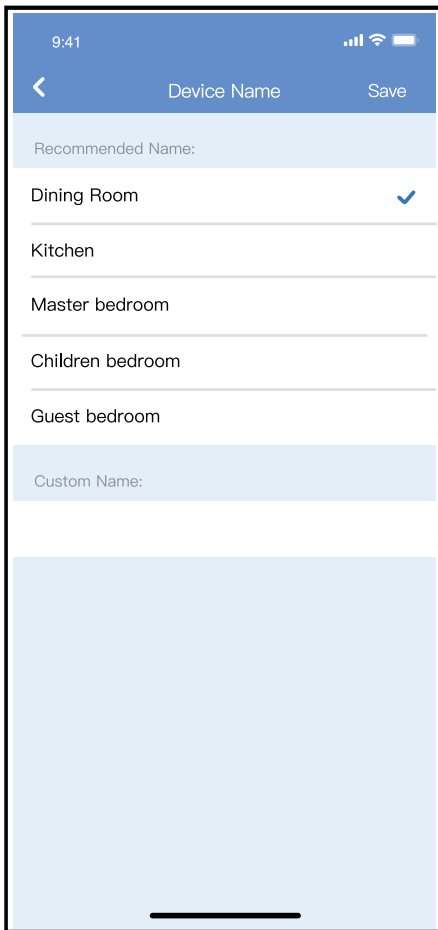 9:41
Device Name
Save
Recommended Name:
Dining Room
Kitchen
Master bedroom
Children bedroom
Guest bedroom
Custom Name: